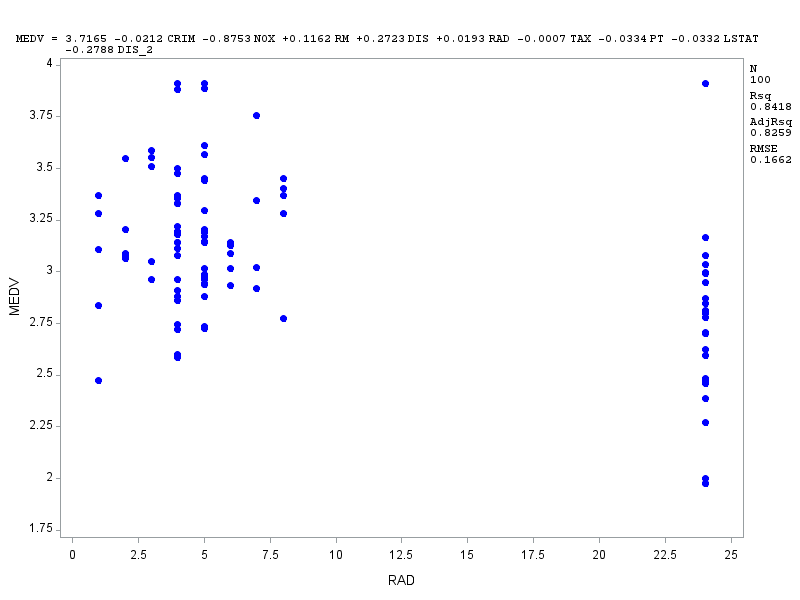 MEDV = 3.7165 -0.0212 CRIM -0.8753 NOX +0.1162 RM +0.2723 DIS +0.0193 RAD -0.0007 TAX -0.0334 PT -0.0332 LSTAT
-0.2788 DIS_2
N
100
Rsq
0.8418
AdjRsq
0.8259
RMSE
0.1662
4
3.75
3.5
3.25
3
2.75
2.5
2.25
2
1.75
MEDV
0 2.5 5 7.5 10 12.5 15 17.5 20 22.5 25
RAD